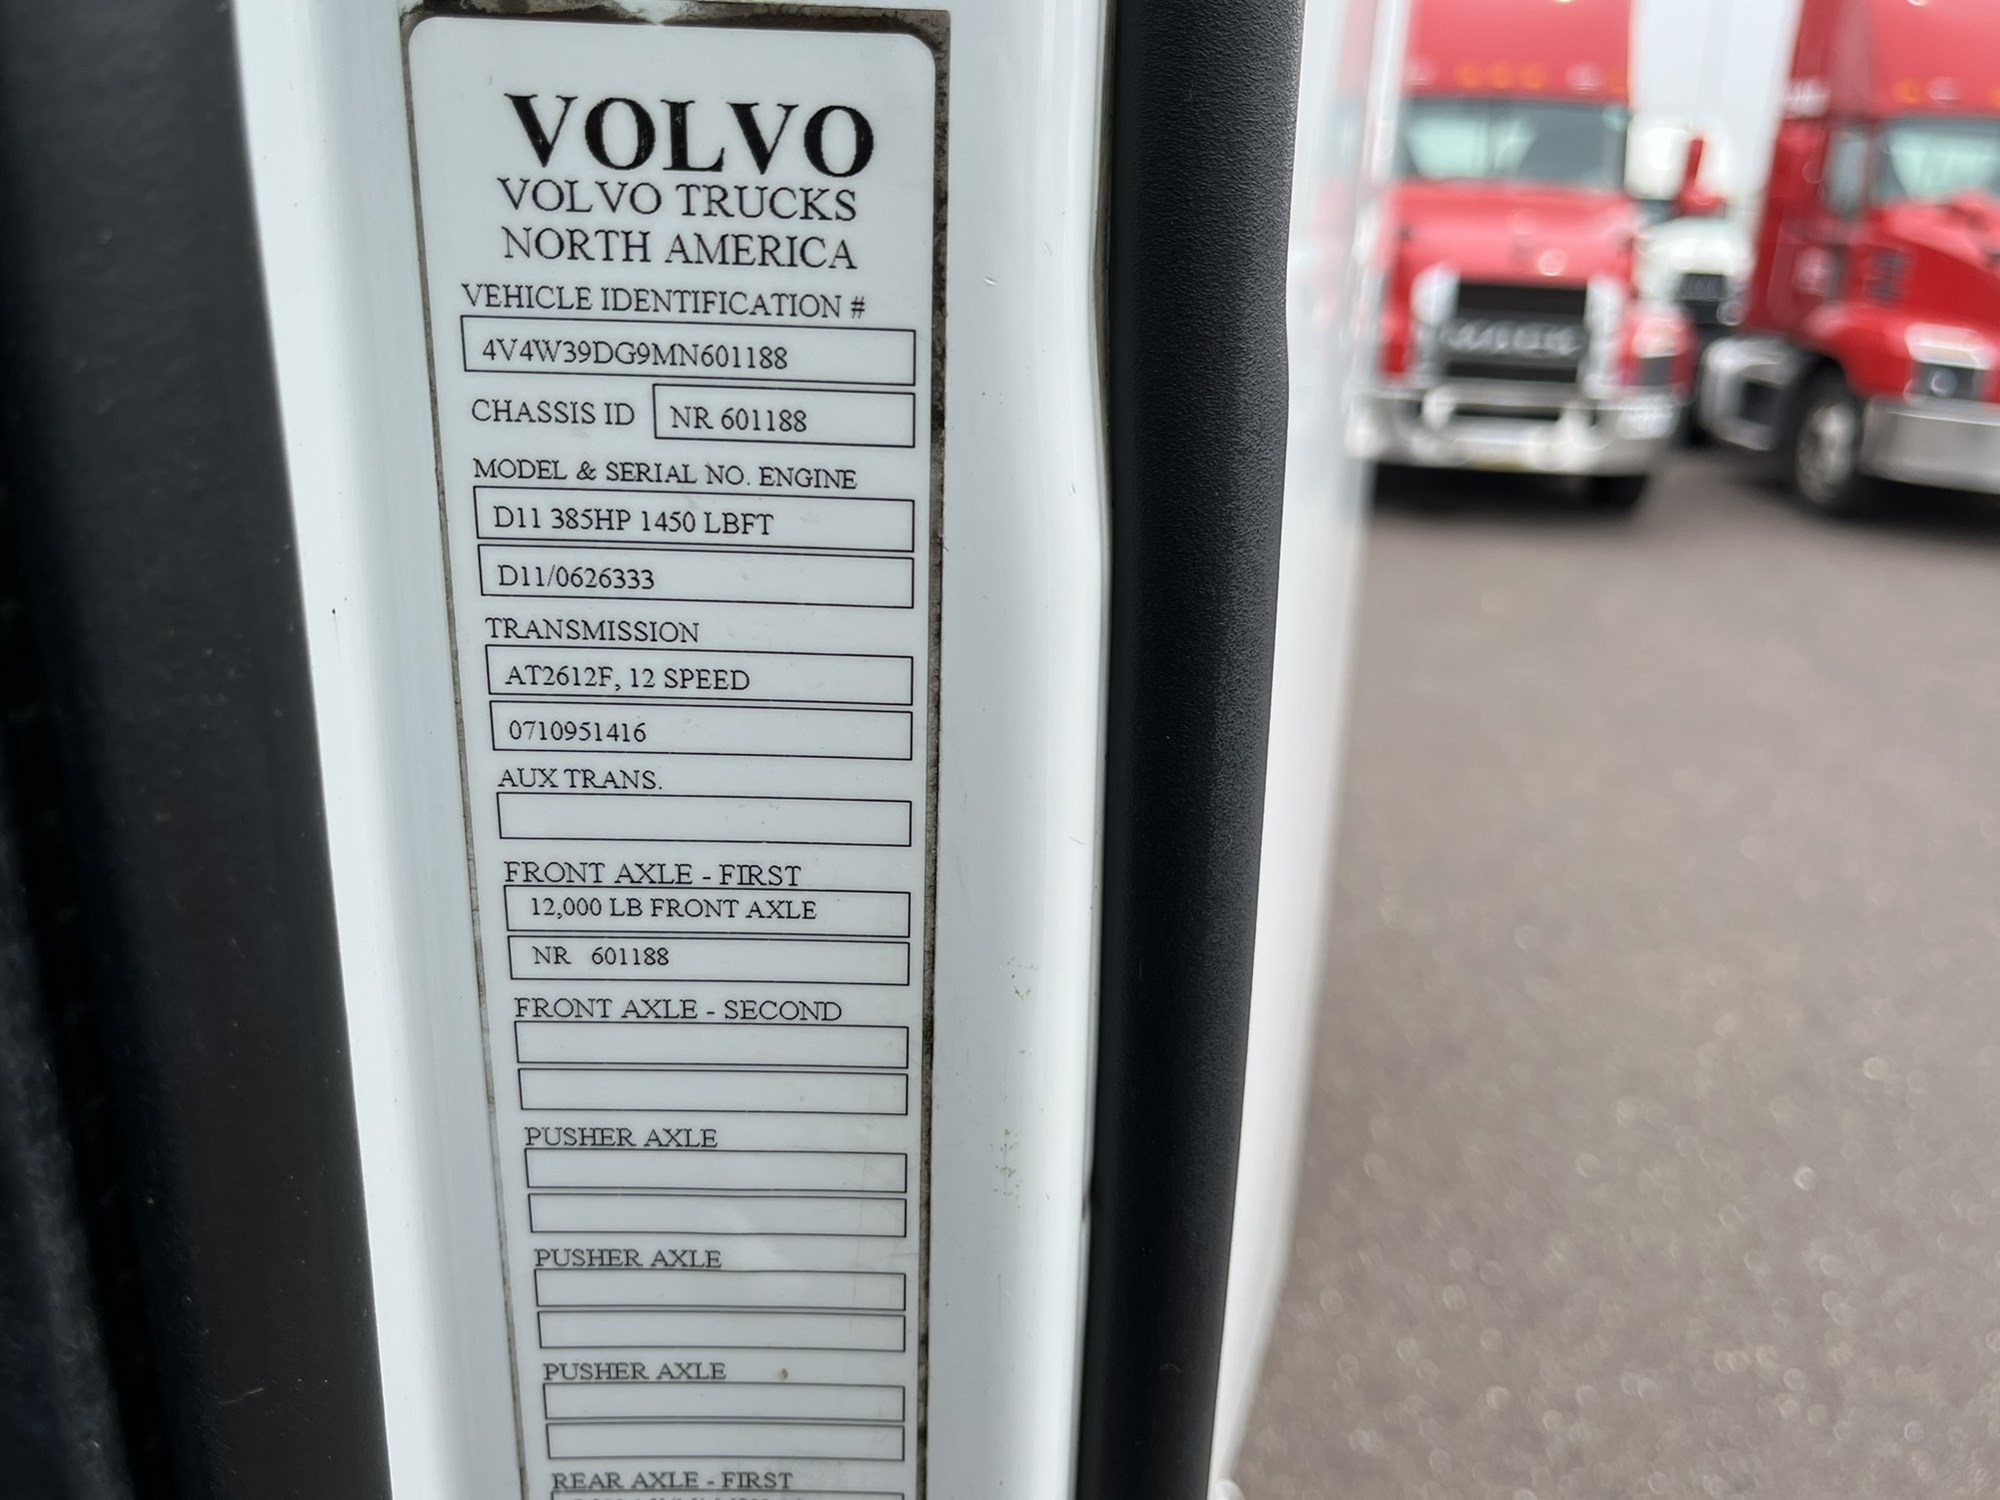 VOLVO
VOLVO TRUCKS
NORTH AMERICA
VEHICLE IDENTIFICATION #
4V4W39DG9MN601188
CHASSIS ID NR 601188
MODEL & SERIAL NO. ENGINE
D11 385HP 1450 LBFT
D11/0626333
TRANSMISSION
AT2612F, 12 SPEED
0710951416
AUX TRANS.
FRONT AXLE - FIRST
12,000 LB FRONT AXLE
NR 601188
FRONT AXLE - SECOND
PUSHER AXLE
PUSHER AXLE
PUSHER AXLE
REAR AXLE - FIRST